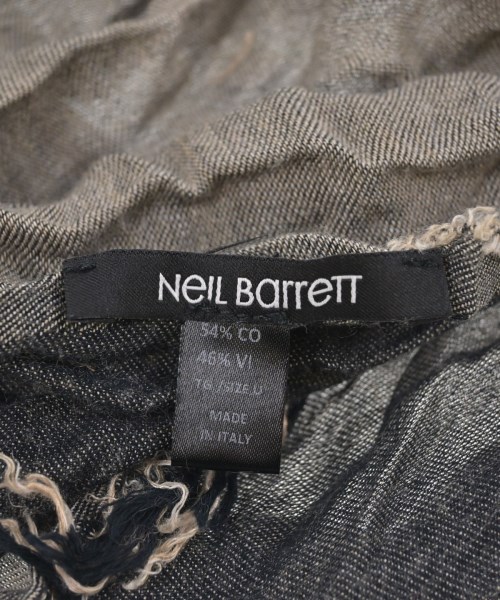 NEIL BarrETT
54% CO
46% VI
TG./SIZE U
MADE
IN ITALY